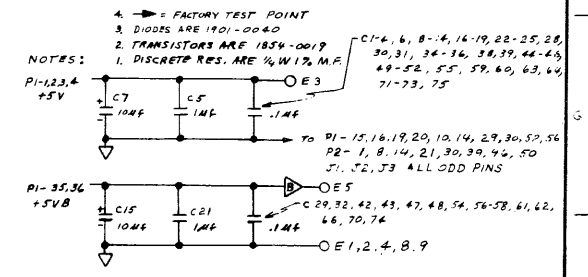 4. = FACTORY TEST POINT
3. DIODES ARE 1901-0040
2. TRANSISTORS ARE 1854-0019
NOTES: 1. DISCRETE RES. ARE 1/4 W 1% M.F.
C1-4, 6, 8-14, 16-19, 22-25, 28,
30, 31, 34-36, 38, 39, 44-46,
49-52, 55, 59, 60, 63, 64,
71-73, 75
P1-1,2,3,4
+5V
E3
C7
10µf
C5
1µf
.1µf
TO P1-15,16,19,20,10,14,29,30,57,56
P2-1,8,14,21,30,39,46,50
J1, J2, J3 ALL ODD PINS
G
P1-35,36
+5VB
B
E5
C15
10µf
C21
1µf
.1µf
C29,32,42,43,47,48,54,56-58,61,62,
66,70,74
E1,2,4,8,9